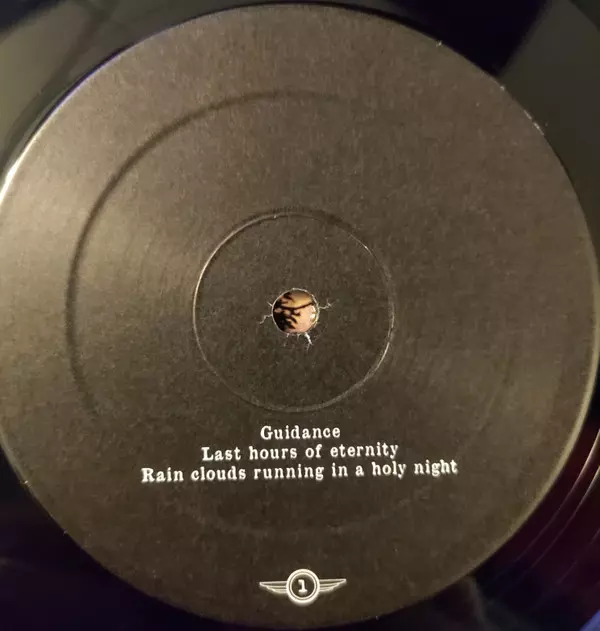 Guidance
Last hours of eternity
Rain clouds running in a holy night
1